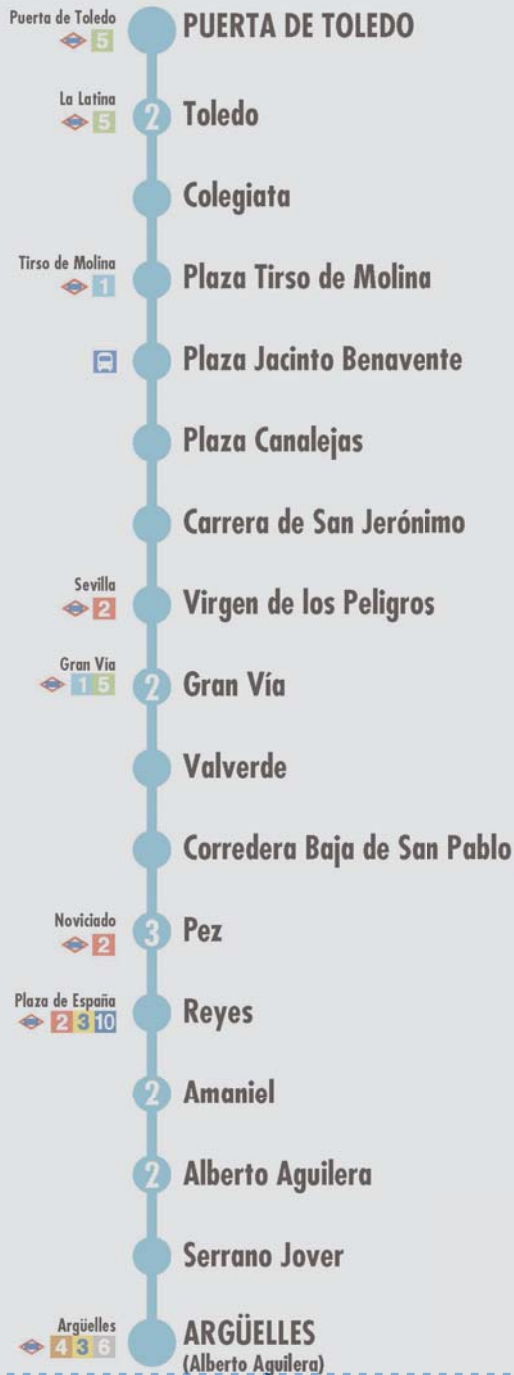 Puerta de Toledo
5
PUERTA DE TOLEDO
La Latina
5
2
Toledo
Colegiata
Tirso de Molina
1
Plaza Tirso de Molina
Plaza Jacinto Benavente
Plaza Canalejas
Carrera de San Jerónimo
Sevilla
2
Virgen de los Peligros
Gran Vía
1 5
2
Gran Vía
Valverde
Corredera Baja de San Pablo
Noviciado
2
3
Pez
Plaza de España
2 3 10
Reyes
2
Amaniel
2
Alberto Aguilera
Serrano Jover
Argüelles
4 3 6
ARGÜELLES
(Alberto Aguilera)